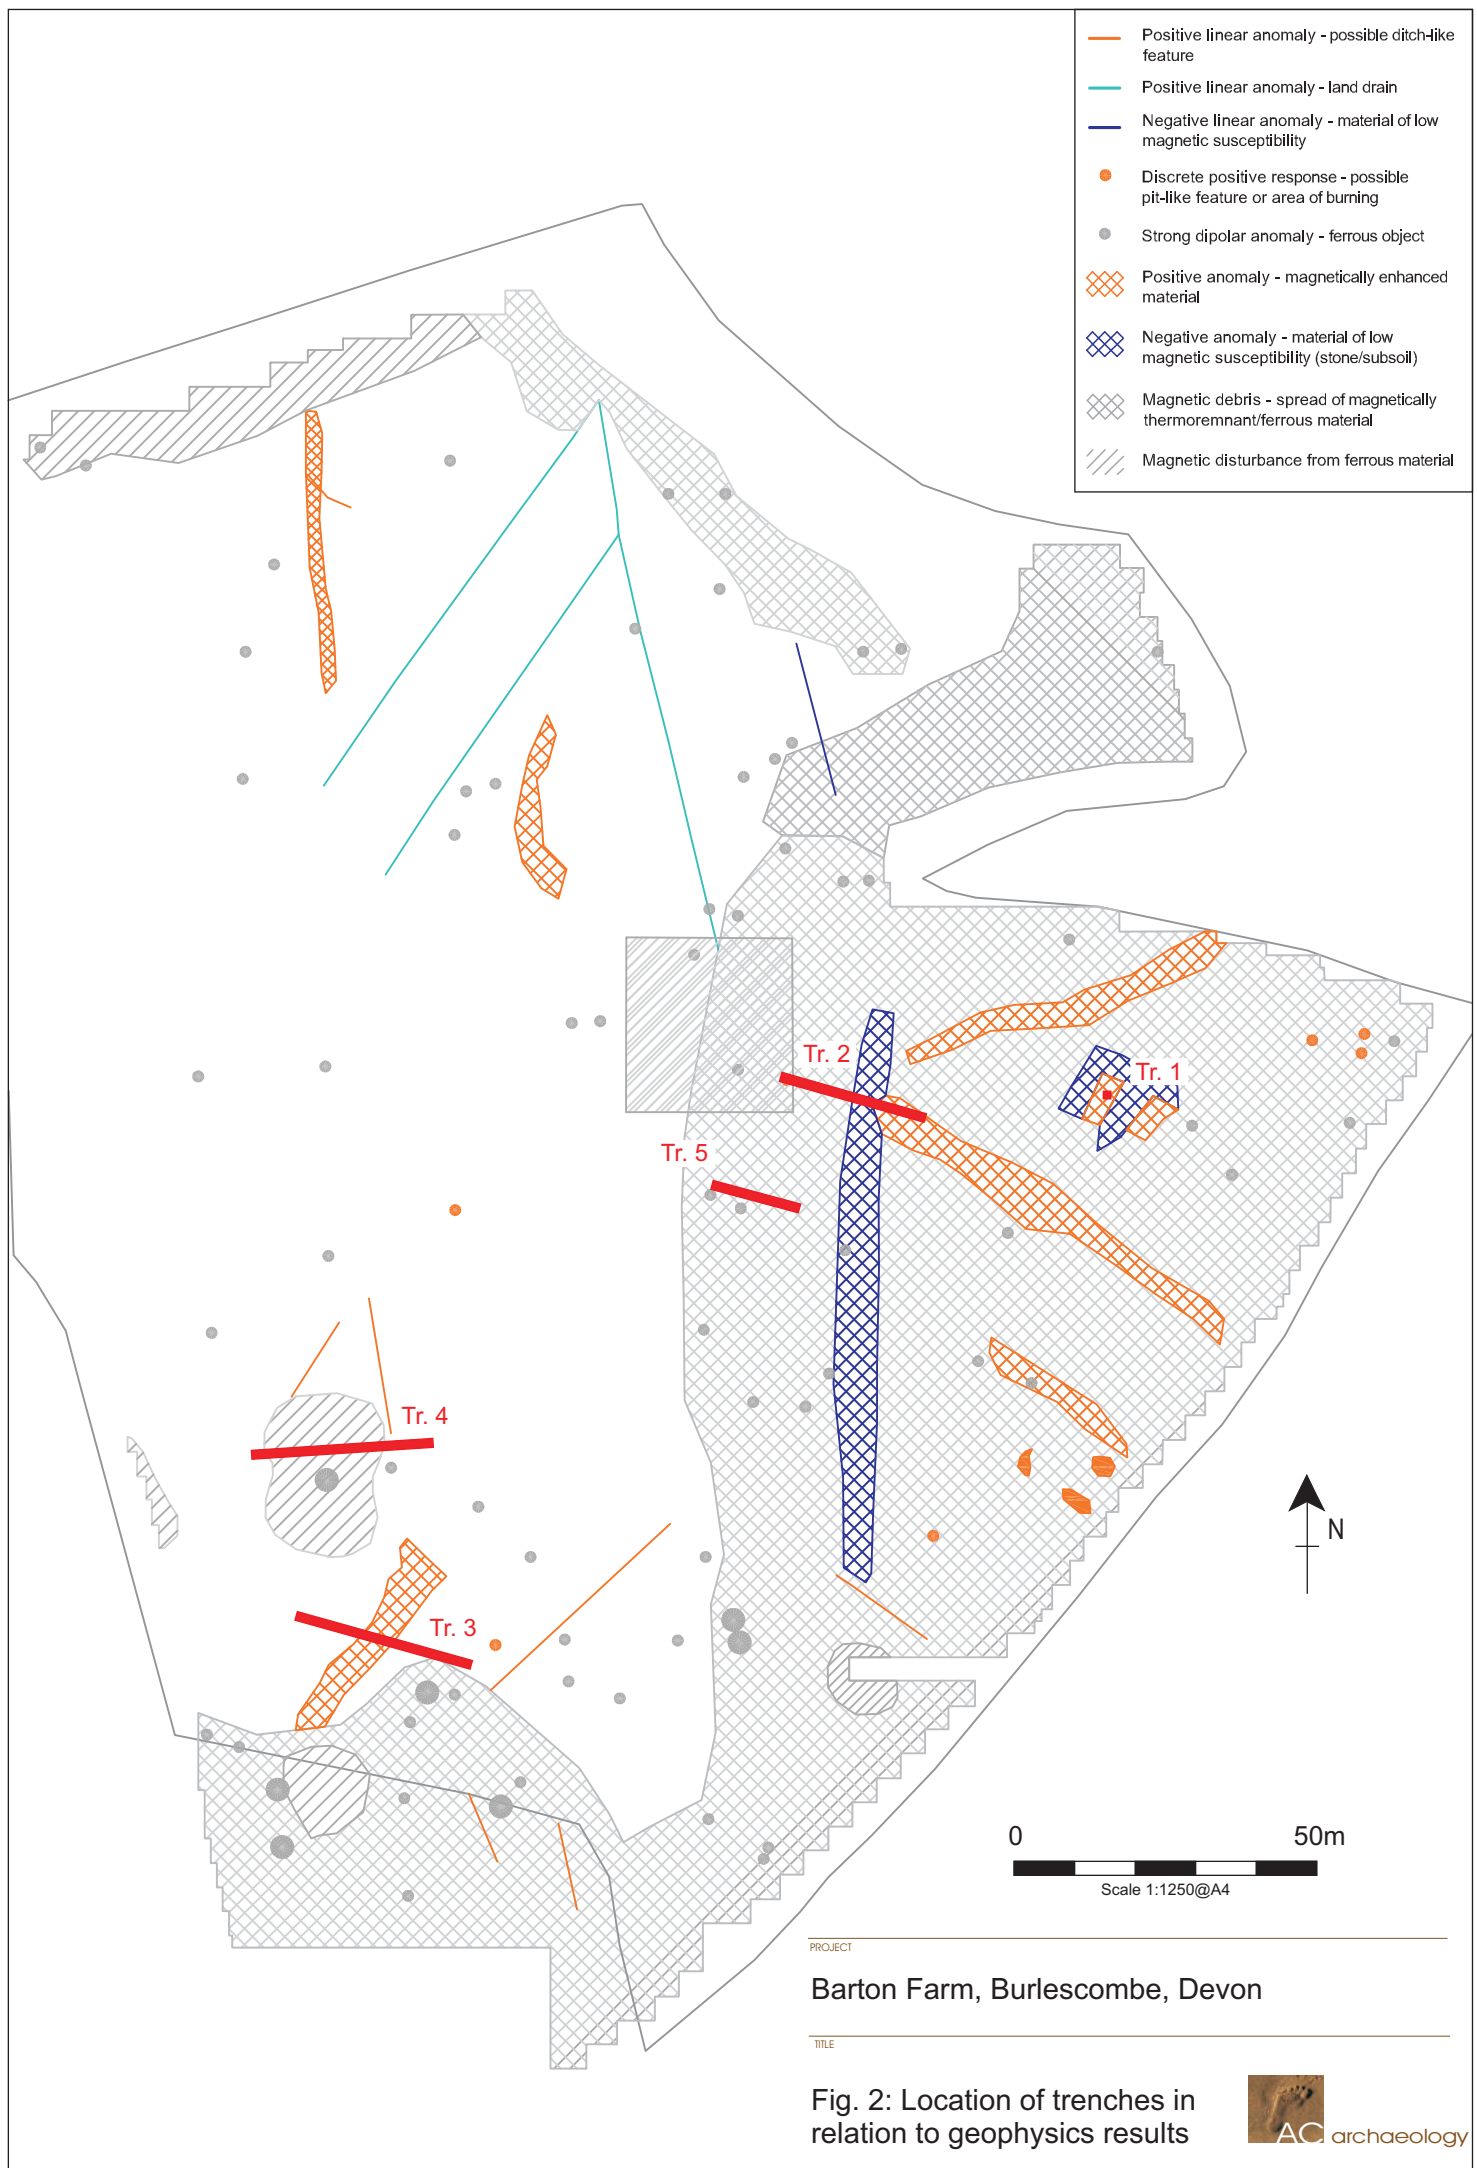 Positive linear anomaly - possible ditch-like
feature
Positive linear anomaly - land drain
Negative linear anomaly - material of low
magnetic susceptibility
Discrete positive response - possible
pit-like feature or area of burning
Strong dipolar anomaly - ferrous object
Positive anomaly - magnetically enhanced
material
Negative anomaly - material of low
magnetic susceptibility (stone/subsoil)
Magnetic debris - spread of magnetically
thermoremnant/ferrous material
Magnetic disturbance from ferrous material
Tr. 2
Tr. 1
Tr. 5
Tr. 4
Tr. 3
N
0 50m
Scale 1:1250@A4
PROJECT
Barton Farm, Burlescombe, Devon
TITLE
Fig. 2: Location of trenches in
relation to geophysics results
AC archaeology